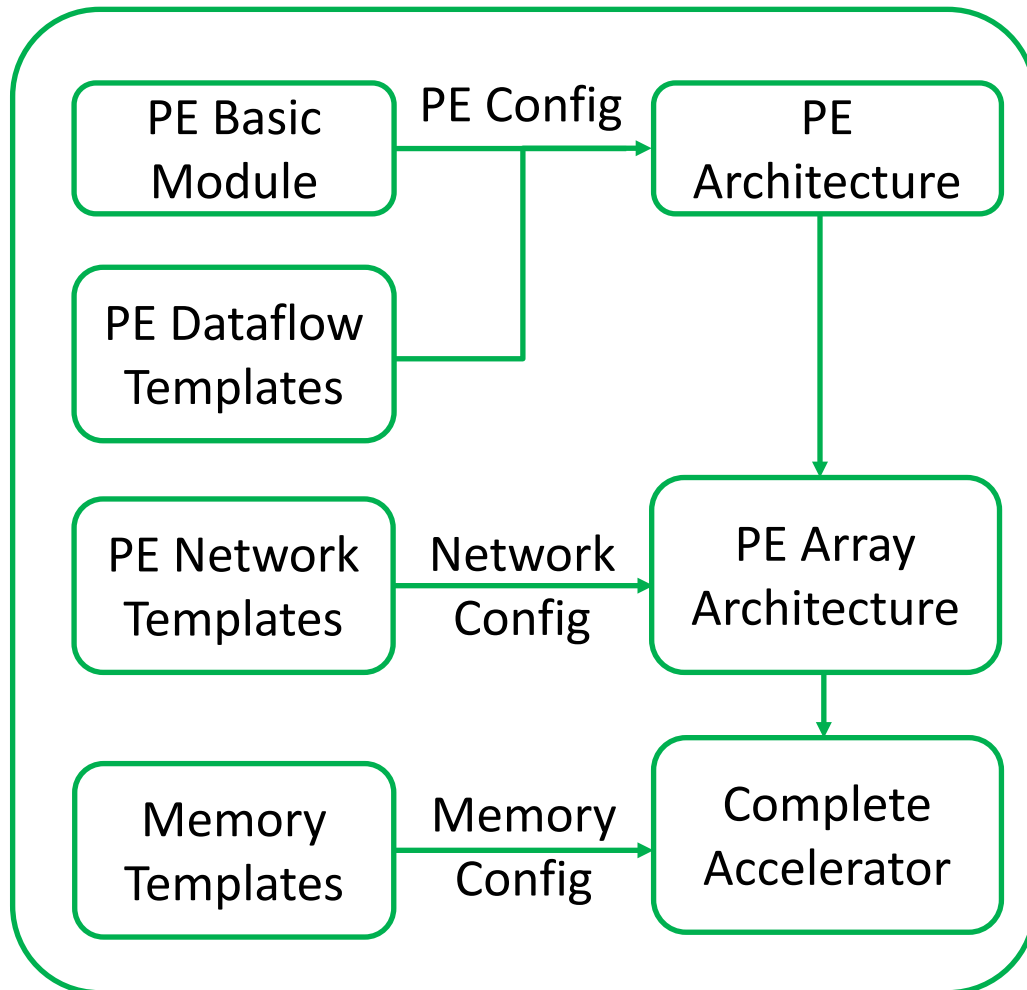 PE Basic
Module
PE Config
PE
Architecture
PE Dataflow
Templates
PE Network
Templates
Network
Config
PE Array
Architecture
Memory
Templates
Memory
Config
Complete
Accelerator